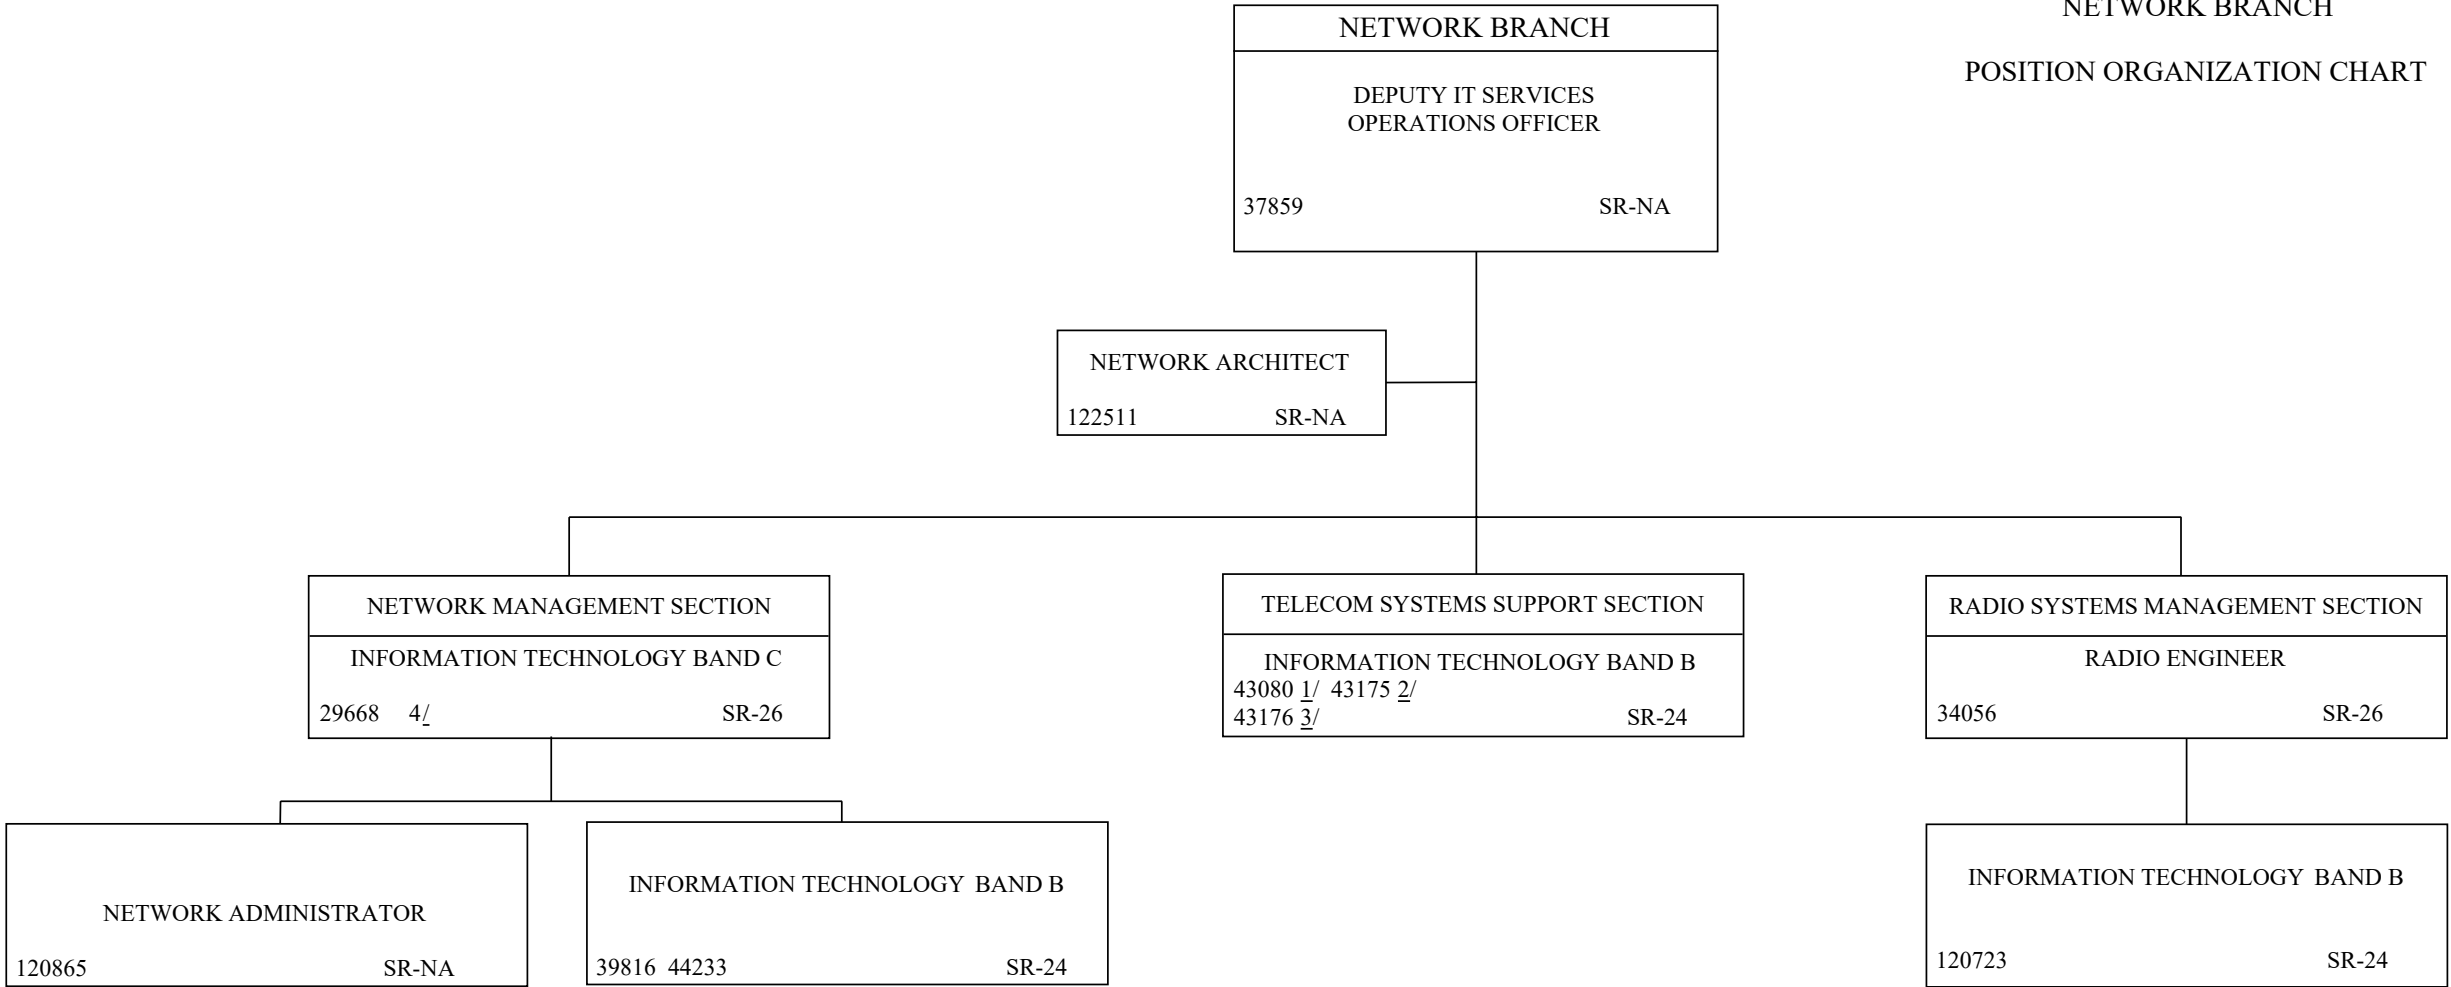 NETWORK BRANCH
POSITION ORGANIZATION CHART
NETWORK BRANCH
DEPUTY IT SERVICES
OPERATIONS OFFICER
37859 SR-NA
NETWORK ARCHITECT
122511 SR-NA
NETWORK MANAGEMENT SECTION
INFORMATION TECHNOLOGY BAND C
29668 4/ SR-26
TELECOM SYSTEMS SUPPORT SECTION
INFORMATION TECHNOLOGY BAND B
43080 1/ 43175 2/
43176 3/ SR-24
RADIO SYSTEMS MANAGEMENT SECTION
RADIO ENGINEER
34056 SR-26
NETWORK ADMINISTRATOR
120865 SR-NA
INFORMATION TECHNOLOGY BAND B
39816 44233 SR-24
INFORMATION TECHNOLOGY BAND B
120723 SR-24